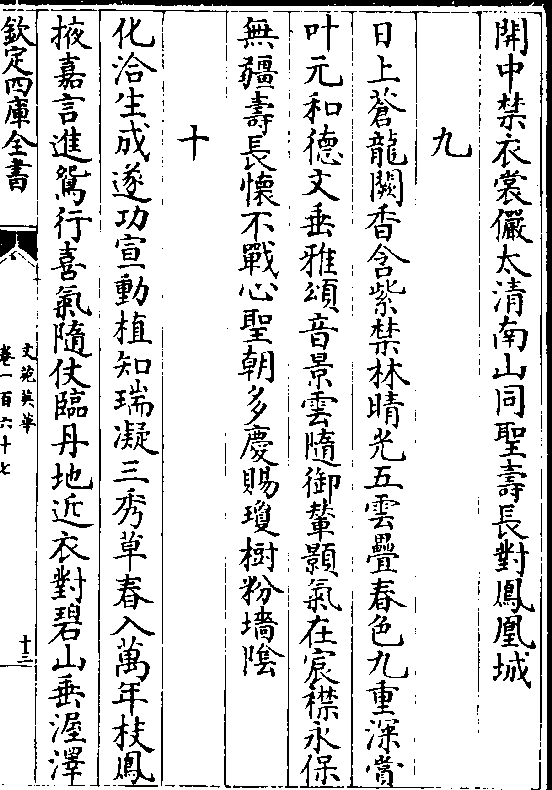 開中禁衣裳儼太清南山同聖壽長對鳳凰城
九
日上蒼龍闕香含紫禁林晴光五雲疊春色九重深賞
叶元和德文垂雅頌音景雲隨御輦顥氣在宸襟永保
無疆壽長懷不戰心聖朝多慶賜瓊樹粉墻隂
十
化洽生成遂功宣動植知瑞凝三秀草春入萬年枝鳳
掖嘉言進鴛行喜氣隨仗臨丹地近衣對碧山垂渥澤
欽定四庫全書
文苑英華
卷一百六十七
十三